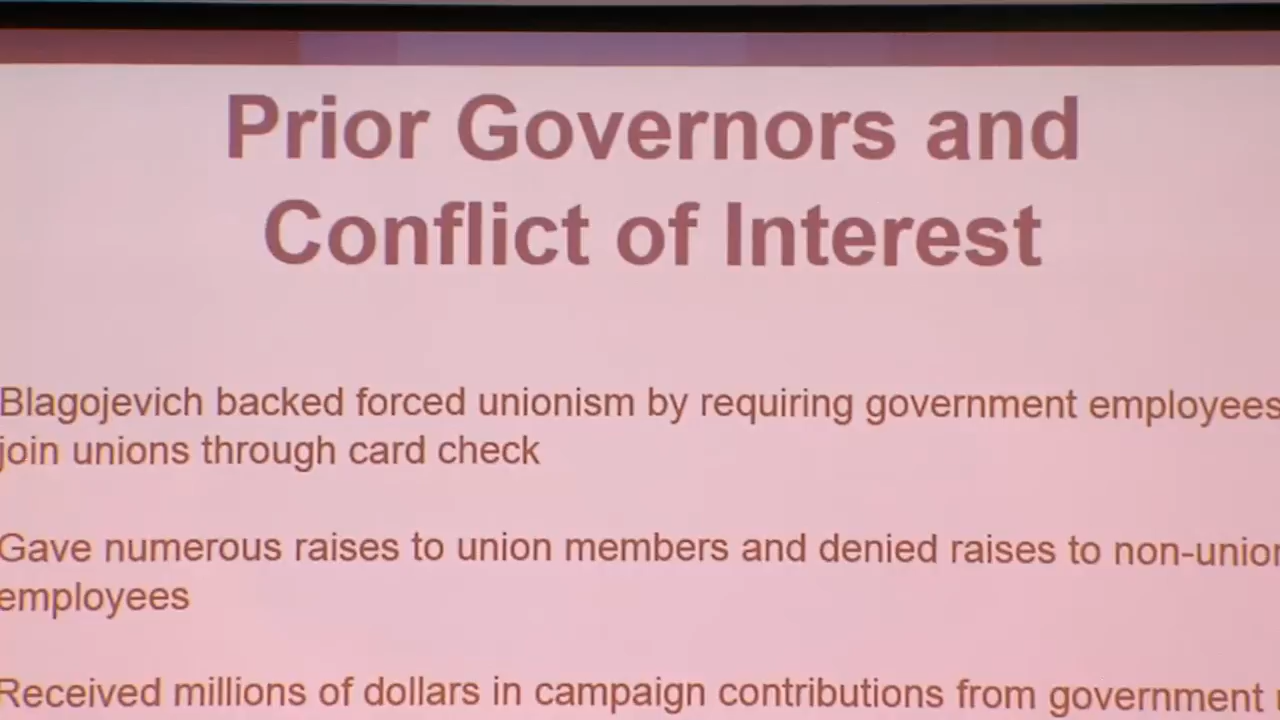 Prior Governors and
Conflict of Interest
Blagojevich backed forced unionism by requiring government employees
join unions through card check
Gave numerous raises to union members and denied raises to non-union
employees
Received millions of dollars in campaign contributions from government